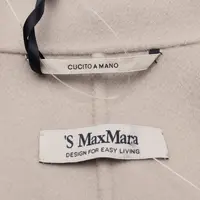 CUCITO A MANO
'S MaxMara
DESIGN FOR EASY LIVING